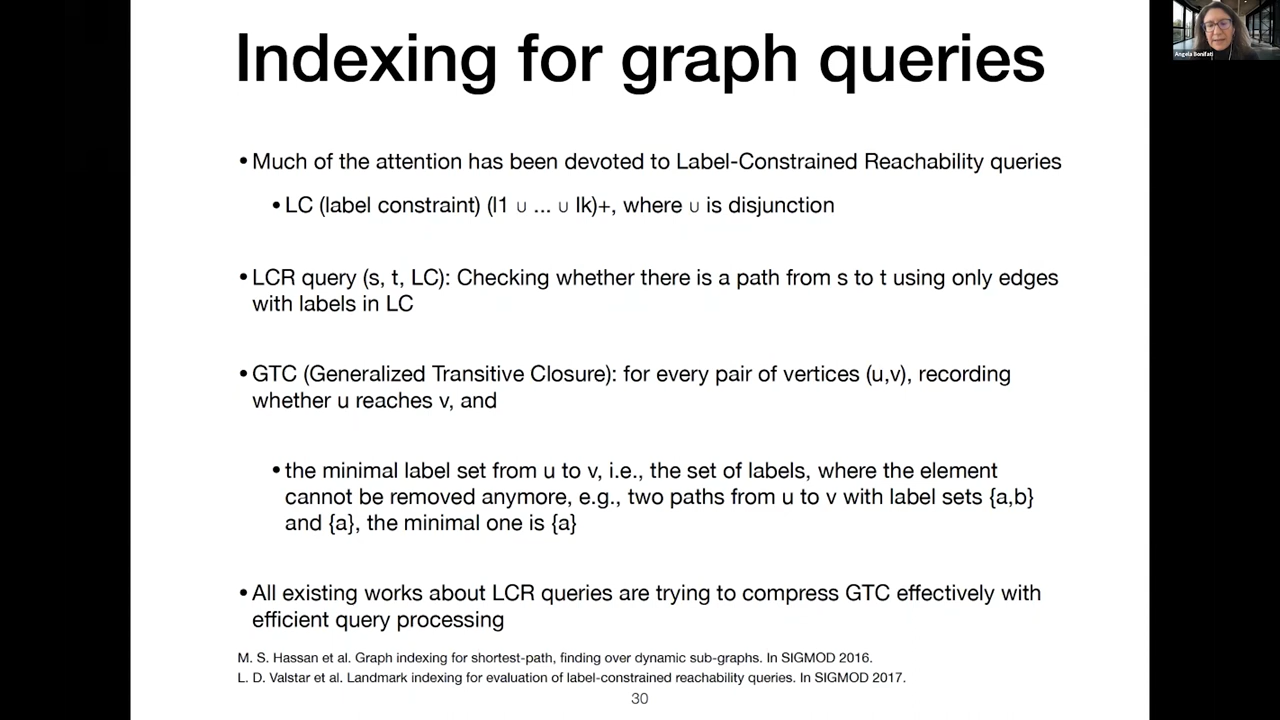 Indexing for graph queries
Angela Bonifati
• Much of the attention has been devoted to Label-Constrained Reachability queries
• LC (label constraint) (l1 ∪ ... ∪ lk)+, where ∪ is disjunction
• LCR query (s, t, LC): Checking whether there is a path from s to t using only edges
with labels in LC
• GTC (Generalized Transitive Closure): for every pair of vertices (u,v), recording
whether u reaches v, and
• the minimal label set from u to v, i.e., the set of labels, where the element
cannot be removed anymore, e.g., two paths from u to v with label sets {a,b}
and {a}, the minimal one is {a}
• All existing works about LCR queries are trying to compress GTC effectively with
efficient query processing
M. S. Hassan et al. Graph indexing for shortest-path, finding over dynamic sub-graphs. In SIGMOD 2016.
L. D. Valstar et al. Landmark indexing for evaluation of label-constrained reachability queries. In SIGMOD 2017.
30